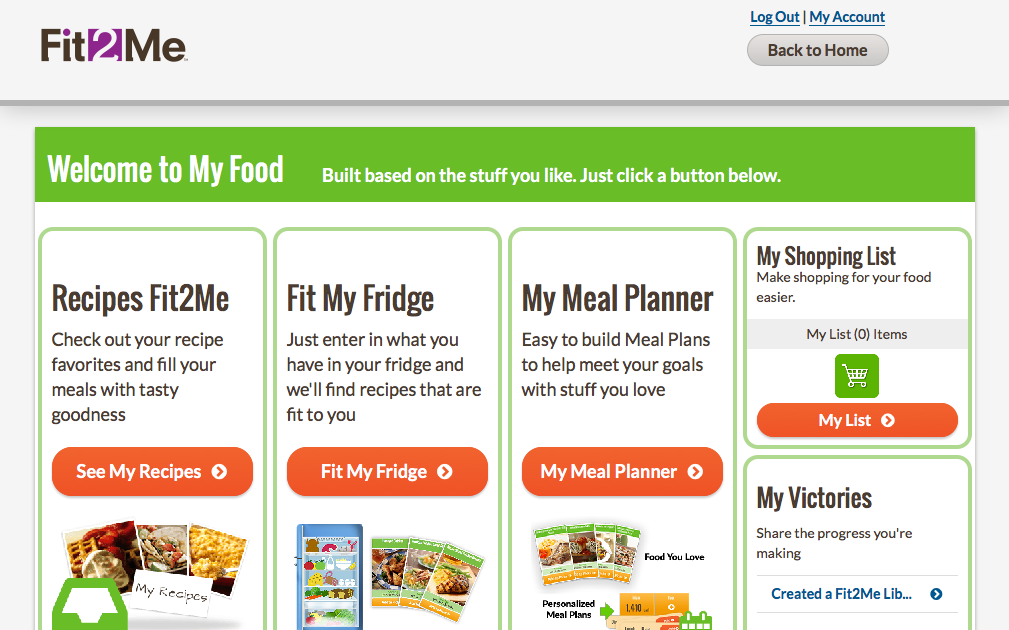 Fit2Me
Log Out | My Account
Back to Home
Welcome to My Food
Built based on the stuff you like. Just click a button below.
Recipes Fit2Me
Check out your recipe
favorites and fill your
meals with tasty
goodness
See My Recipes
My Recipes
Fit My Fridge
Just enter in what you
have in your fridge and
we'll find recipes that are
fit to you
Fit My Fridge
My Meal Planner
Easy to build Meal Plans
to help meet your goals
with stuff you love
My Meal Planner
Food You Love
Personalized
Meal Plans
1,410
My Shopping List
Make shopping for your food
easier.
My List (0) Items
My List
My Victories
Share the progress you're
making
Created a Fit2Me Lib...